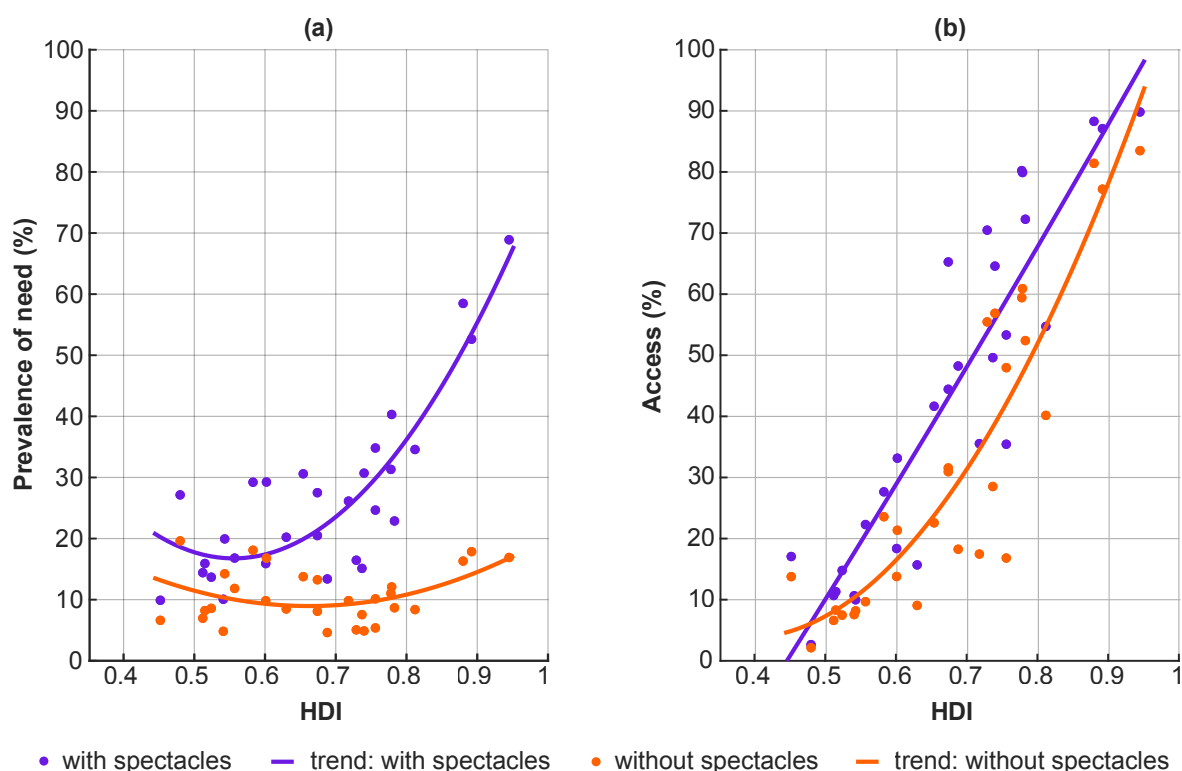 (a)
100
90
80
70
60
50
40
30
20
10
0
Prevalence of need (%)
0.4 0.5 0.6 0.7 0.8 0.9 1
HDI
(b)
100
90
80
70
60
50
40
30
20
10
0
Access (%)
0.4 0.5 0.6 0.7 0.8 0.9 1
HDI
with spectacles trend: with spectacles without spectacles trend: without spectacles